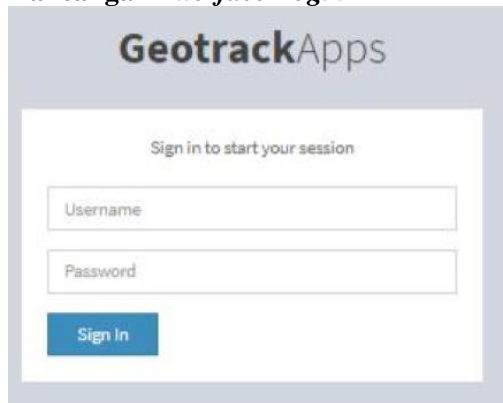 GeotrackApps
Sign in to start your session
Username
Password
Sign In